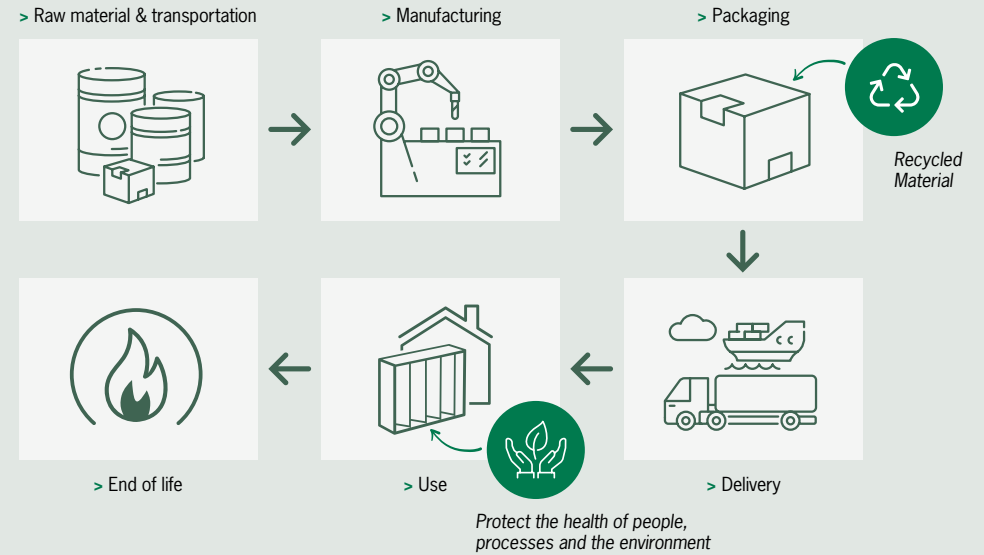 > Raw material & transportation
> Manufacturing
> Packaging
Recycled
Material
> End of life
> Use
> Delivery
Protect the health of people,
processes and the environment